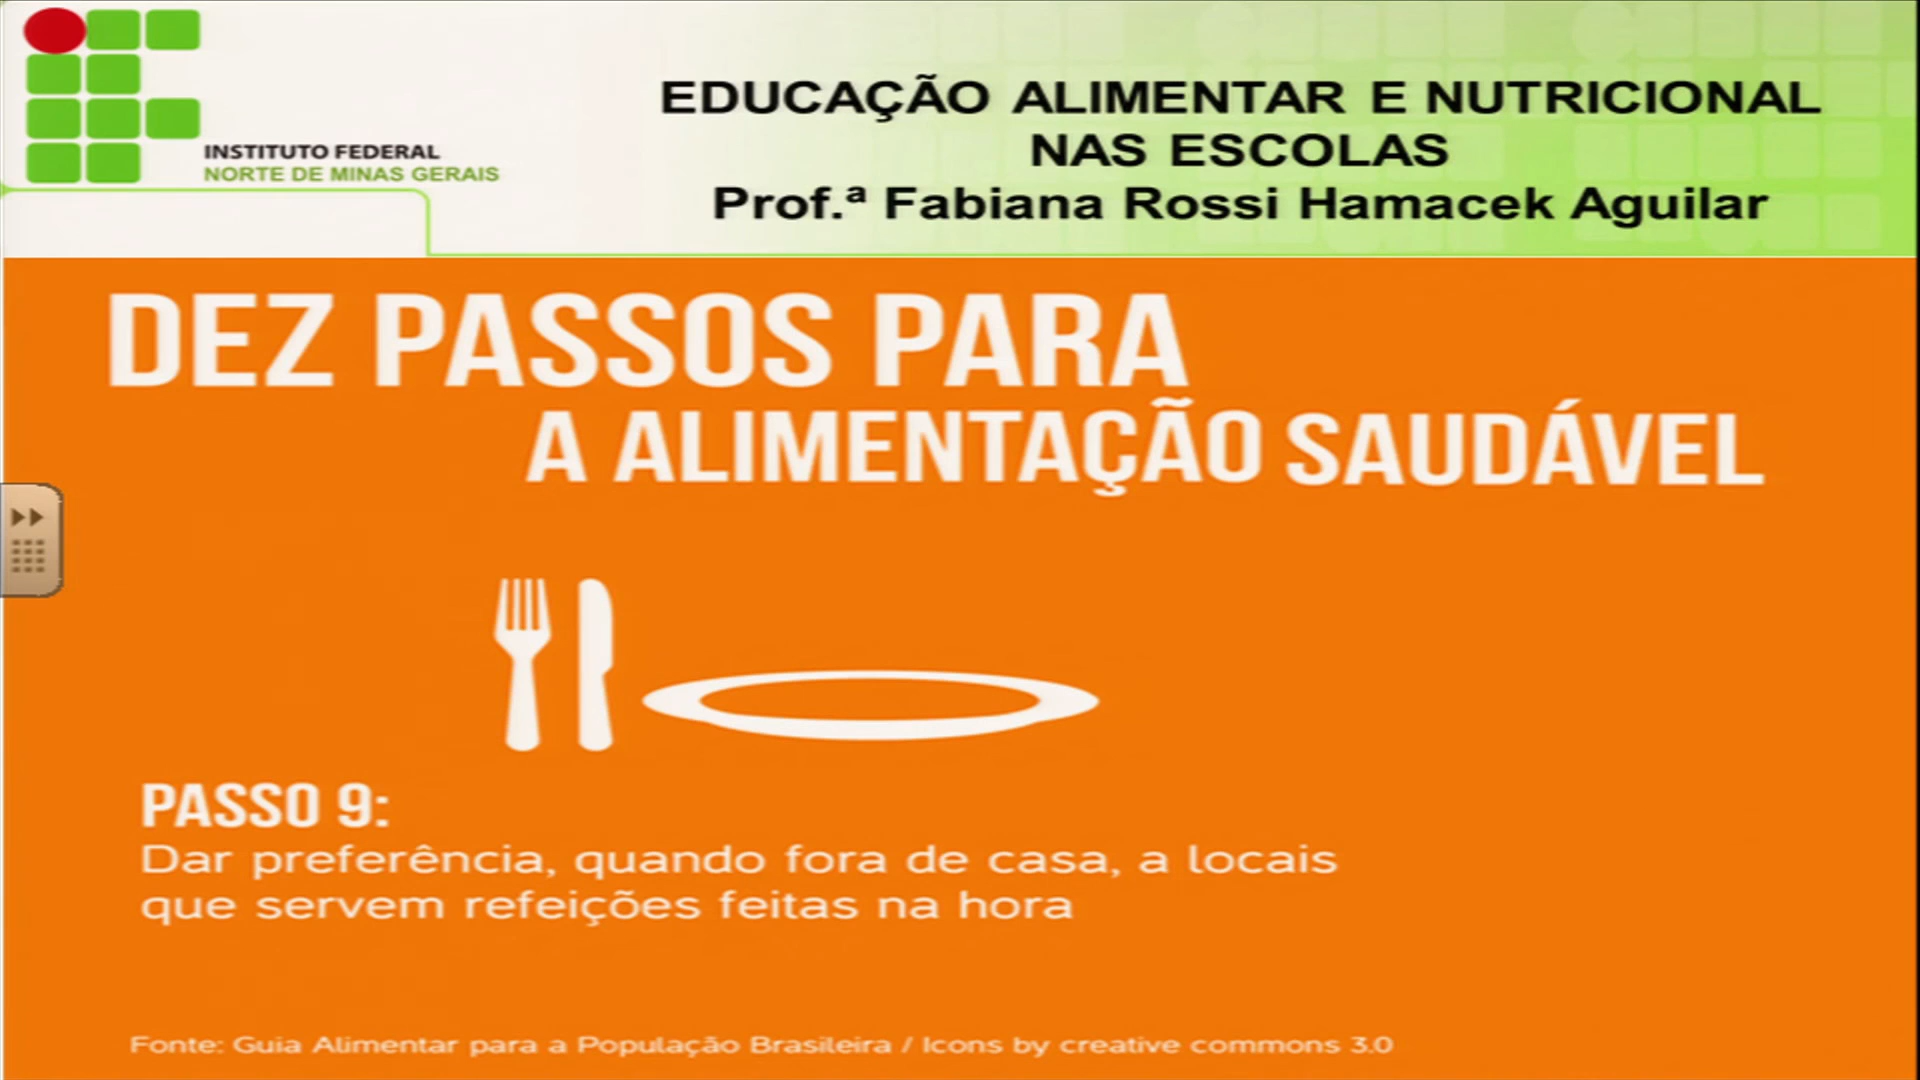 INSTITUTO FEDERAL
NORTE DE MINAS GERAIS
EDUCAÇÃO ALIMENTAR E NUTRICIONAL
NAS ESCOLAS
Prof.ª Fabiana Rossi Hamacek Aguilar
DEZ PASSOS PARA
A ALIMENTAÇÃO SAUDÁVEL
PASSO 9:
Dar preferência, quando fora de casa, a locais
que servem refeições feitas na hora
Fonte: Guia Alimentar para a População Brasileira / Icons by creative commons 3.0